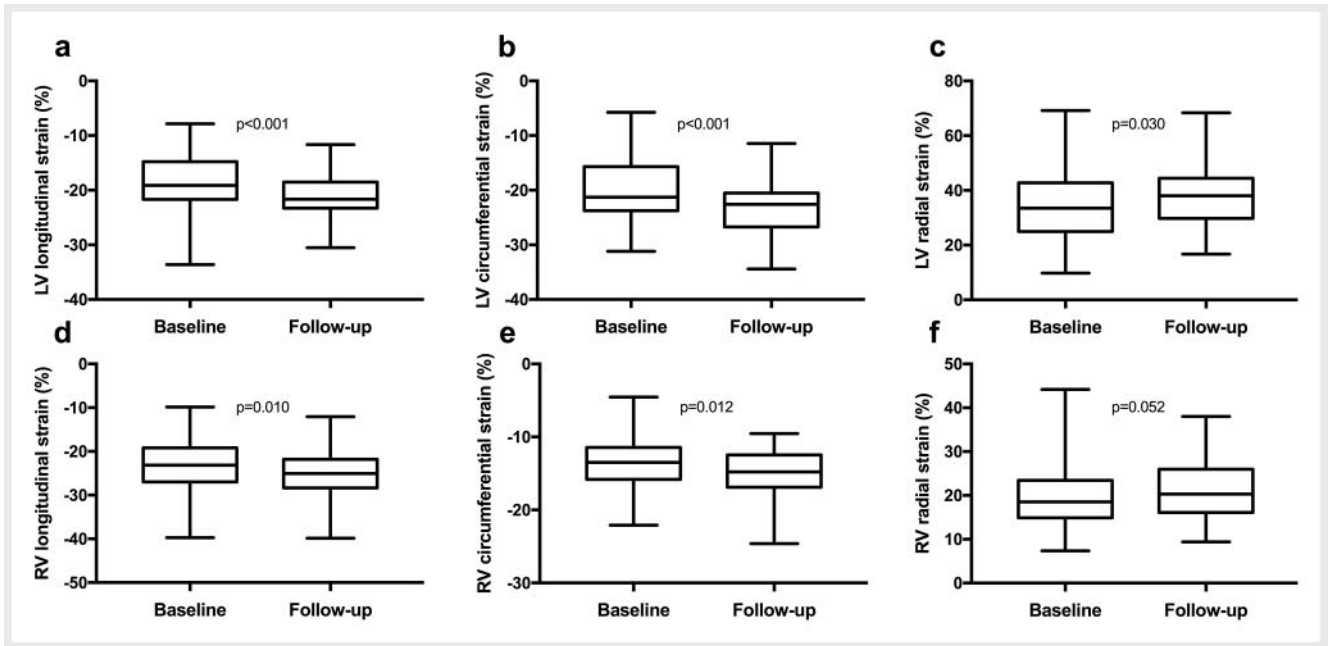 a
LV longitudinal strain (%)
0
-10
-20
-30
-40
p<0.001
Baseline Follow-up
b
LV circumferential strain (%)
0
-10
-20
-30
-40
p<0.001
Baseline Follow-up
c
LV radial strain (%)
80
60
40
20
0
p=0.030
Baseline Follow-up
d
RV longitudinal strain (%)
0
-10
-20
-30
-40
-50
p=0.010
Baseline Follow-up
e
RV circumferential strain (%)
0
-10
-20
-30
p=0.012
Baseline Follow-up
f
RV radial strain (%)
50
40
30
20
10
0
p=0.052
Baseline Follow-up